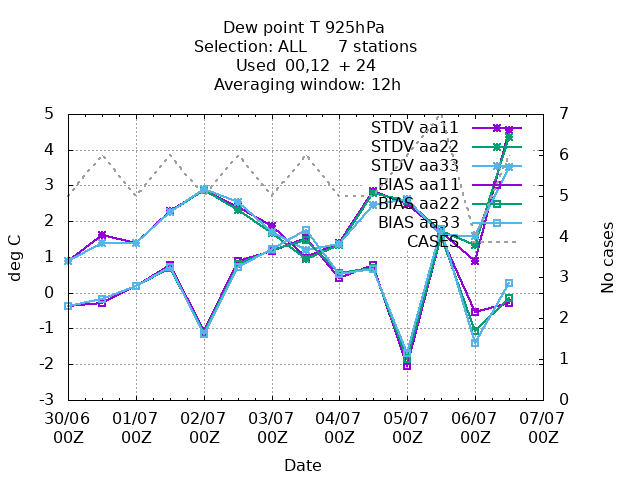 Dew point T 925hPa
Selection: ALL 7 stations
Used 00,12 + 24
Averaging window: 12h
5
4
3
2
1
0
-1
-2
-3
deg C
7
6
5
4
3
2
1
0
No cases
STDV aa11
STDV aa22
STDV aa33
BIAS aa11
BIAS aa22
BIAS aa33
CASES
30/06 01/07 02/07 03/07 04/07 05/07 06/07 07/07
00Z 00Z 00Z 00Z 00Z 00Z 00Z 00Z
Date